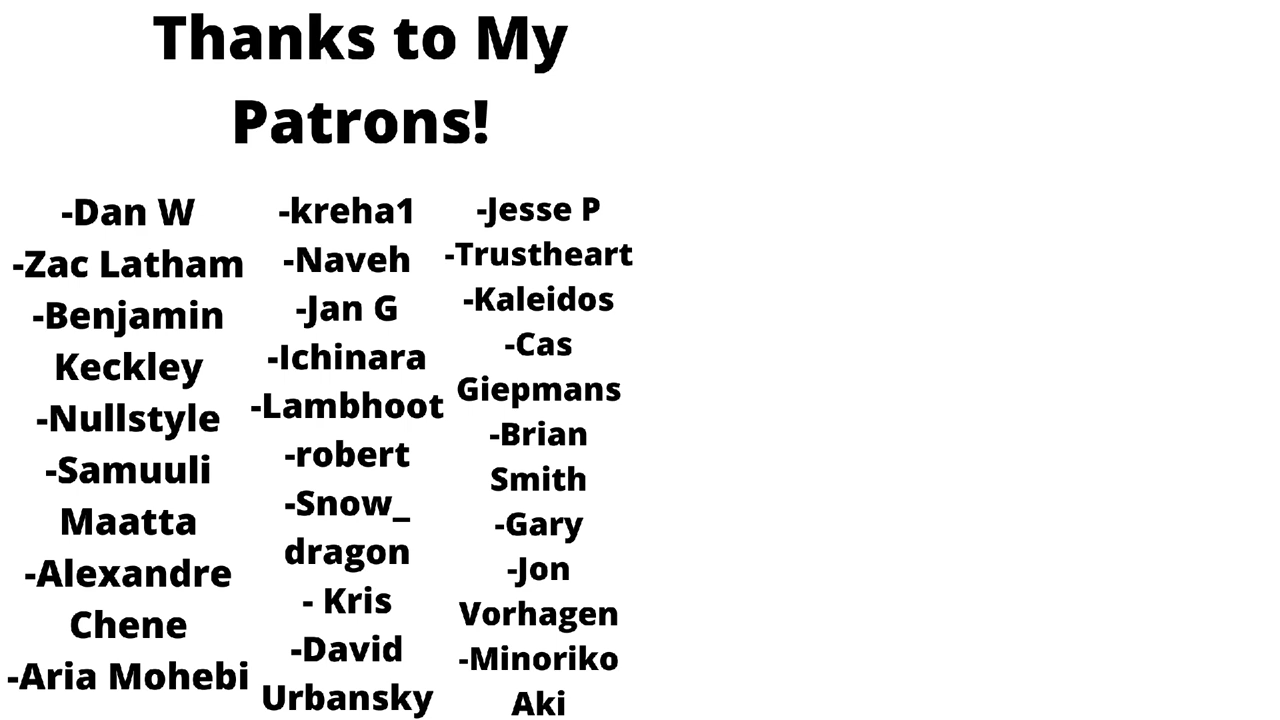 Thanks to My
Patrons!
-Dan W
-Zac Latham
-Benjamin
Keckley
-Nullstyle
-Samuuli
Maatta
-Alexandre
Chene
-Aria Mohebi
-kreha1
-Naveh
-Jan G
-Ichinara
-Lambhoot
-robert
-Snow_
dragon
- Kris
-David
Urbansky
-Jesse P
-Trustheart
-Kaleidos
-Cas
Giepmans
-Brian
Smith
-Gary
-Jon
Vorhagen
-Minoriko
Aki